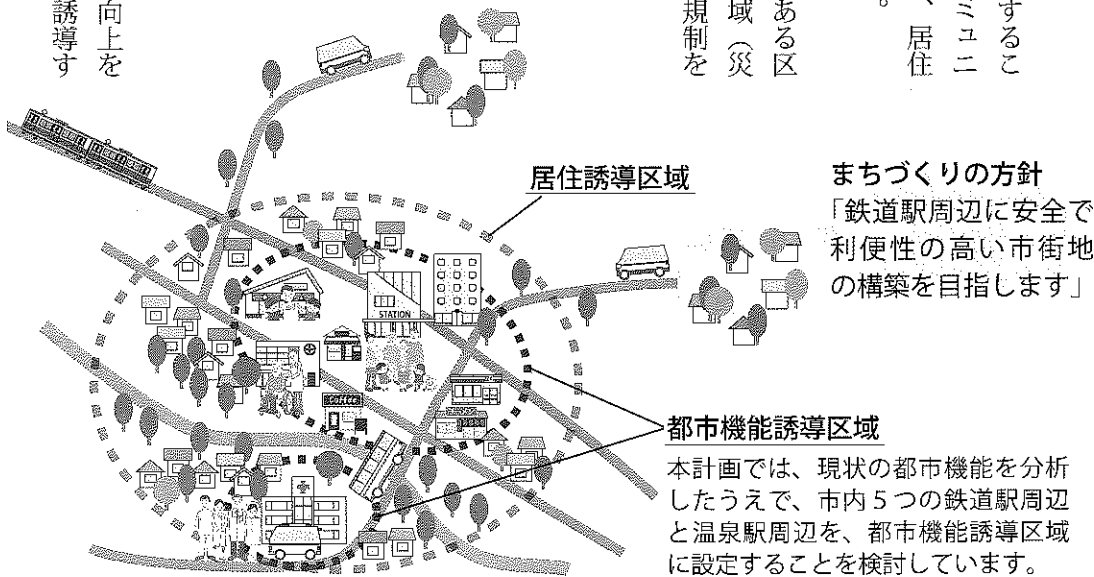 すること
ミュニ
、居住
。
ある区
域（災
規制を
向上を
誘導す
居住誘導区域
まちづくりの方針
「鉄道駅周辺に安全で
利便性の高い市街地
の構築を目指します」
STATION
都市機能誘導区域
本計画では、現状の都市機能を分析
したうえで、市内５つの鉄道駅周辺
と温泉駅周辺を、都市機能誘導区域
に設定することを検討しています。